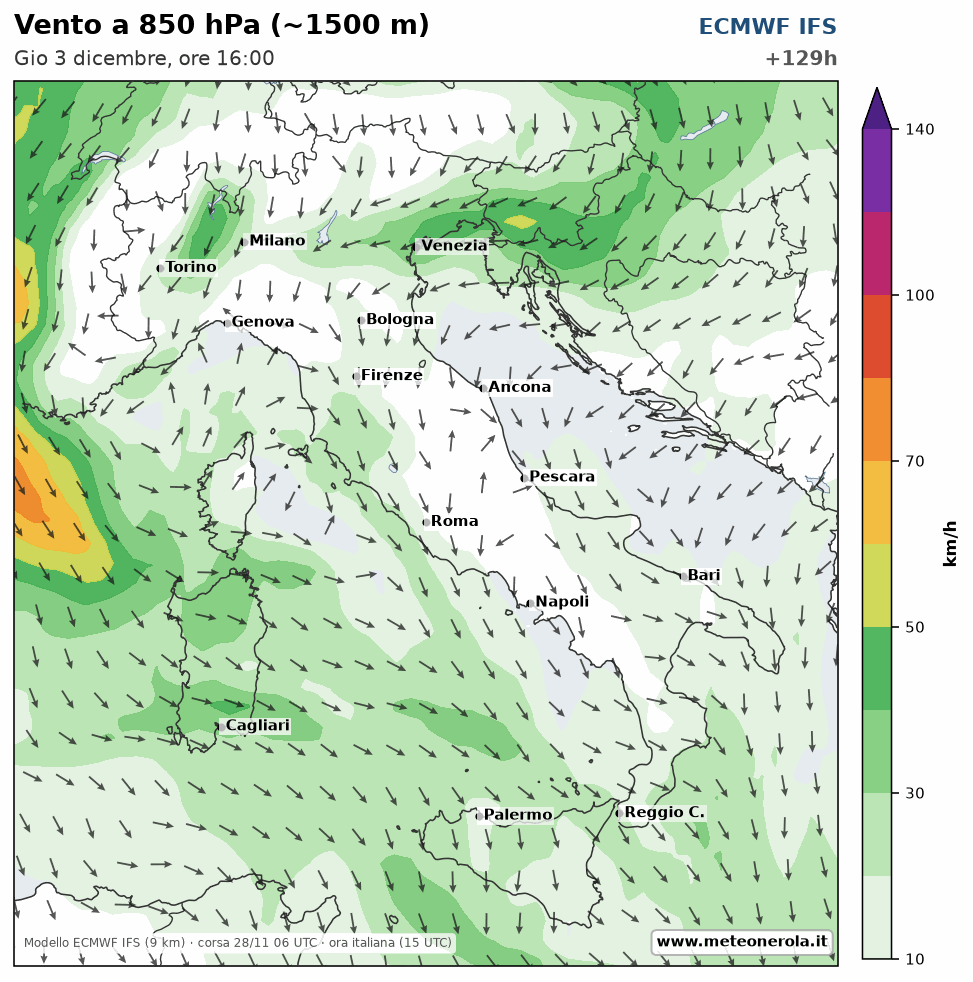 Vento a 850 hPa (~1500 m)
ECMWF IFS
Gio 3 dicembre, ore 16:00
+129h
140
100
70
50
30
10
km/h
Milano
Venezia
Torino
Genova
Bologna
Firenze
Ancona
Pescara
Roma
Bari
Napoli
Cagliari
Palermo
Reggio C.
Modello ECMWF IFS (9 km) · corsa 28/11 06 UTC · ora italiana (15 UTC)
www.meteonerola.it